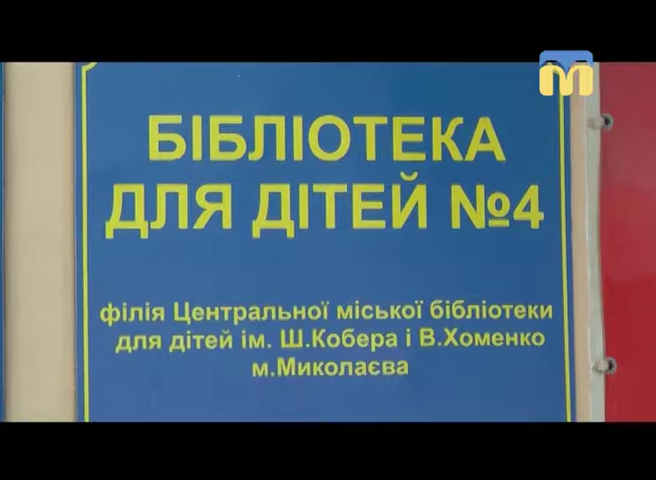 БІБЛІОТЕКА
ДЛЯ ДІТЕЙ №4
філія Центральної міської бібліотеки
для дітей ім. Ш.Кобера і В.Хоменко
м.Миколаєва
М